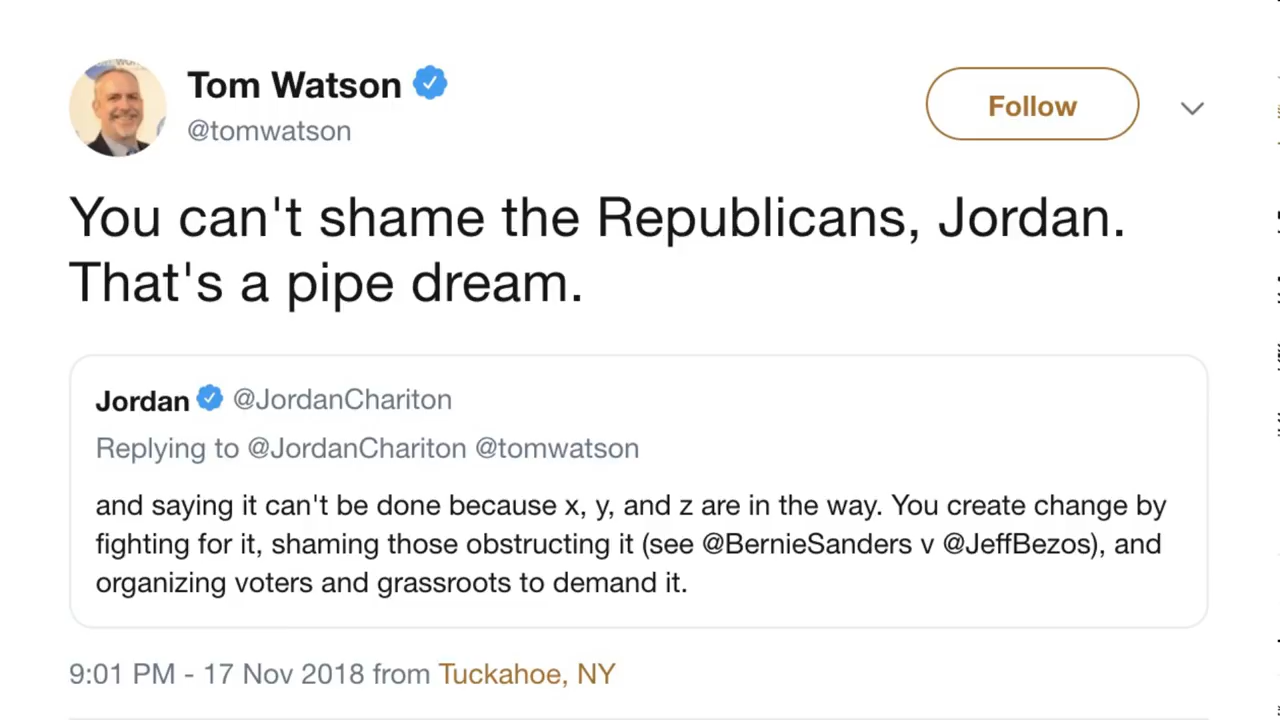 Tom Watson
@tomwatson
Follow
You can't shame the Republicans, Jordan.
That's a pipe dream.
Jordan @JordanChariton
Replying to @JordanChariton @tomwatson
and saying it can't be done because x, y, and z are in the way. You create change by
fighting for it, shaming those obstructing it (see @BernieSanders v @JeffBezos), and
organizing voters and grassroots to demand it.
9:01 PM - 17 Nov 2018 from Tuckahoe, NY